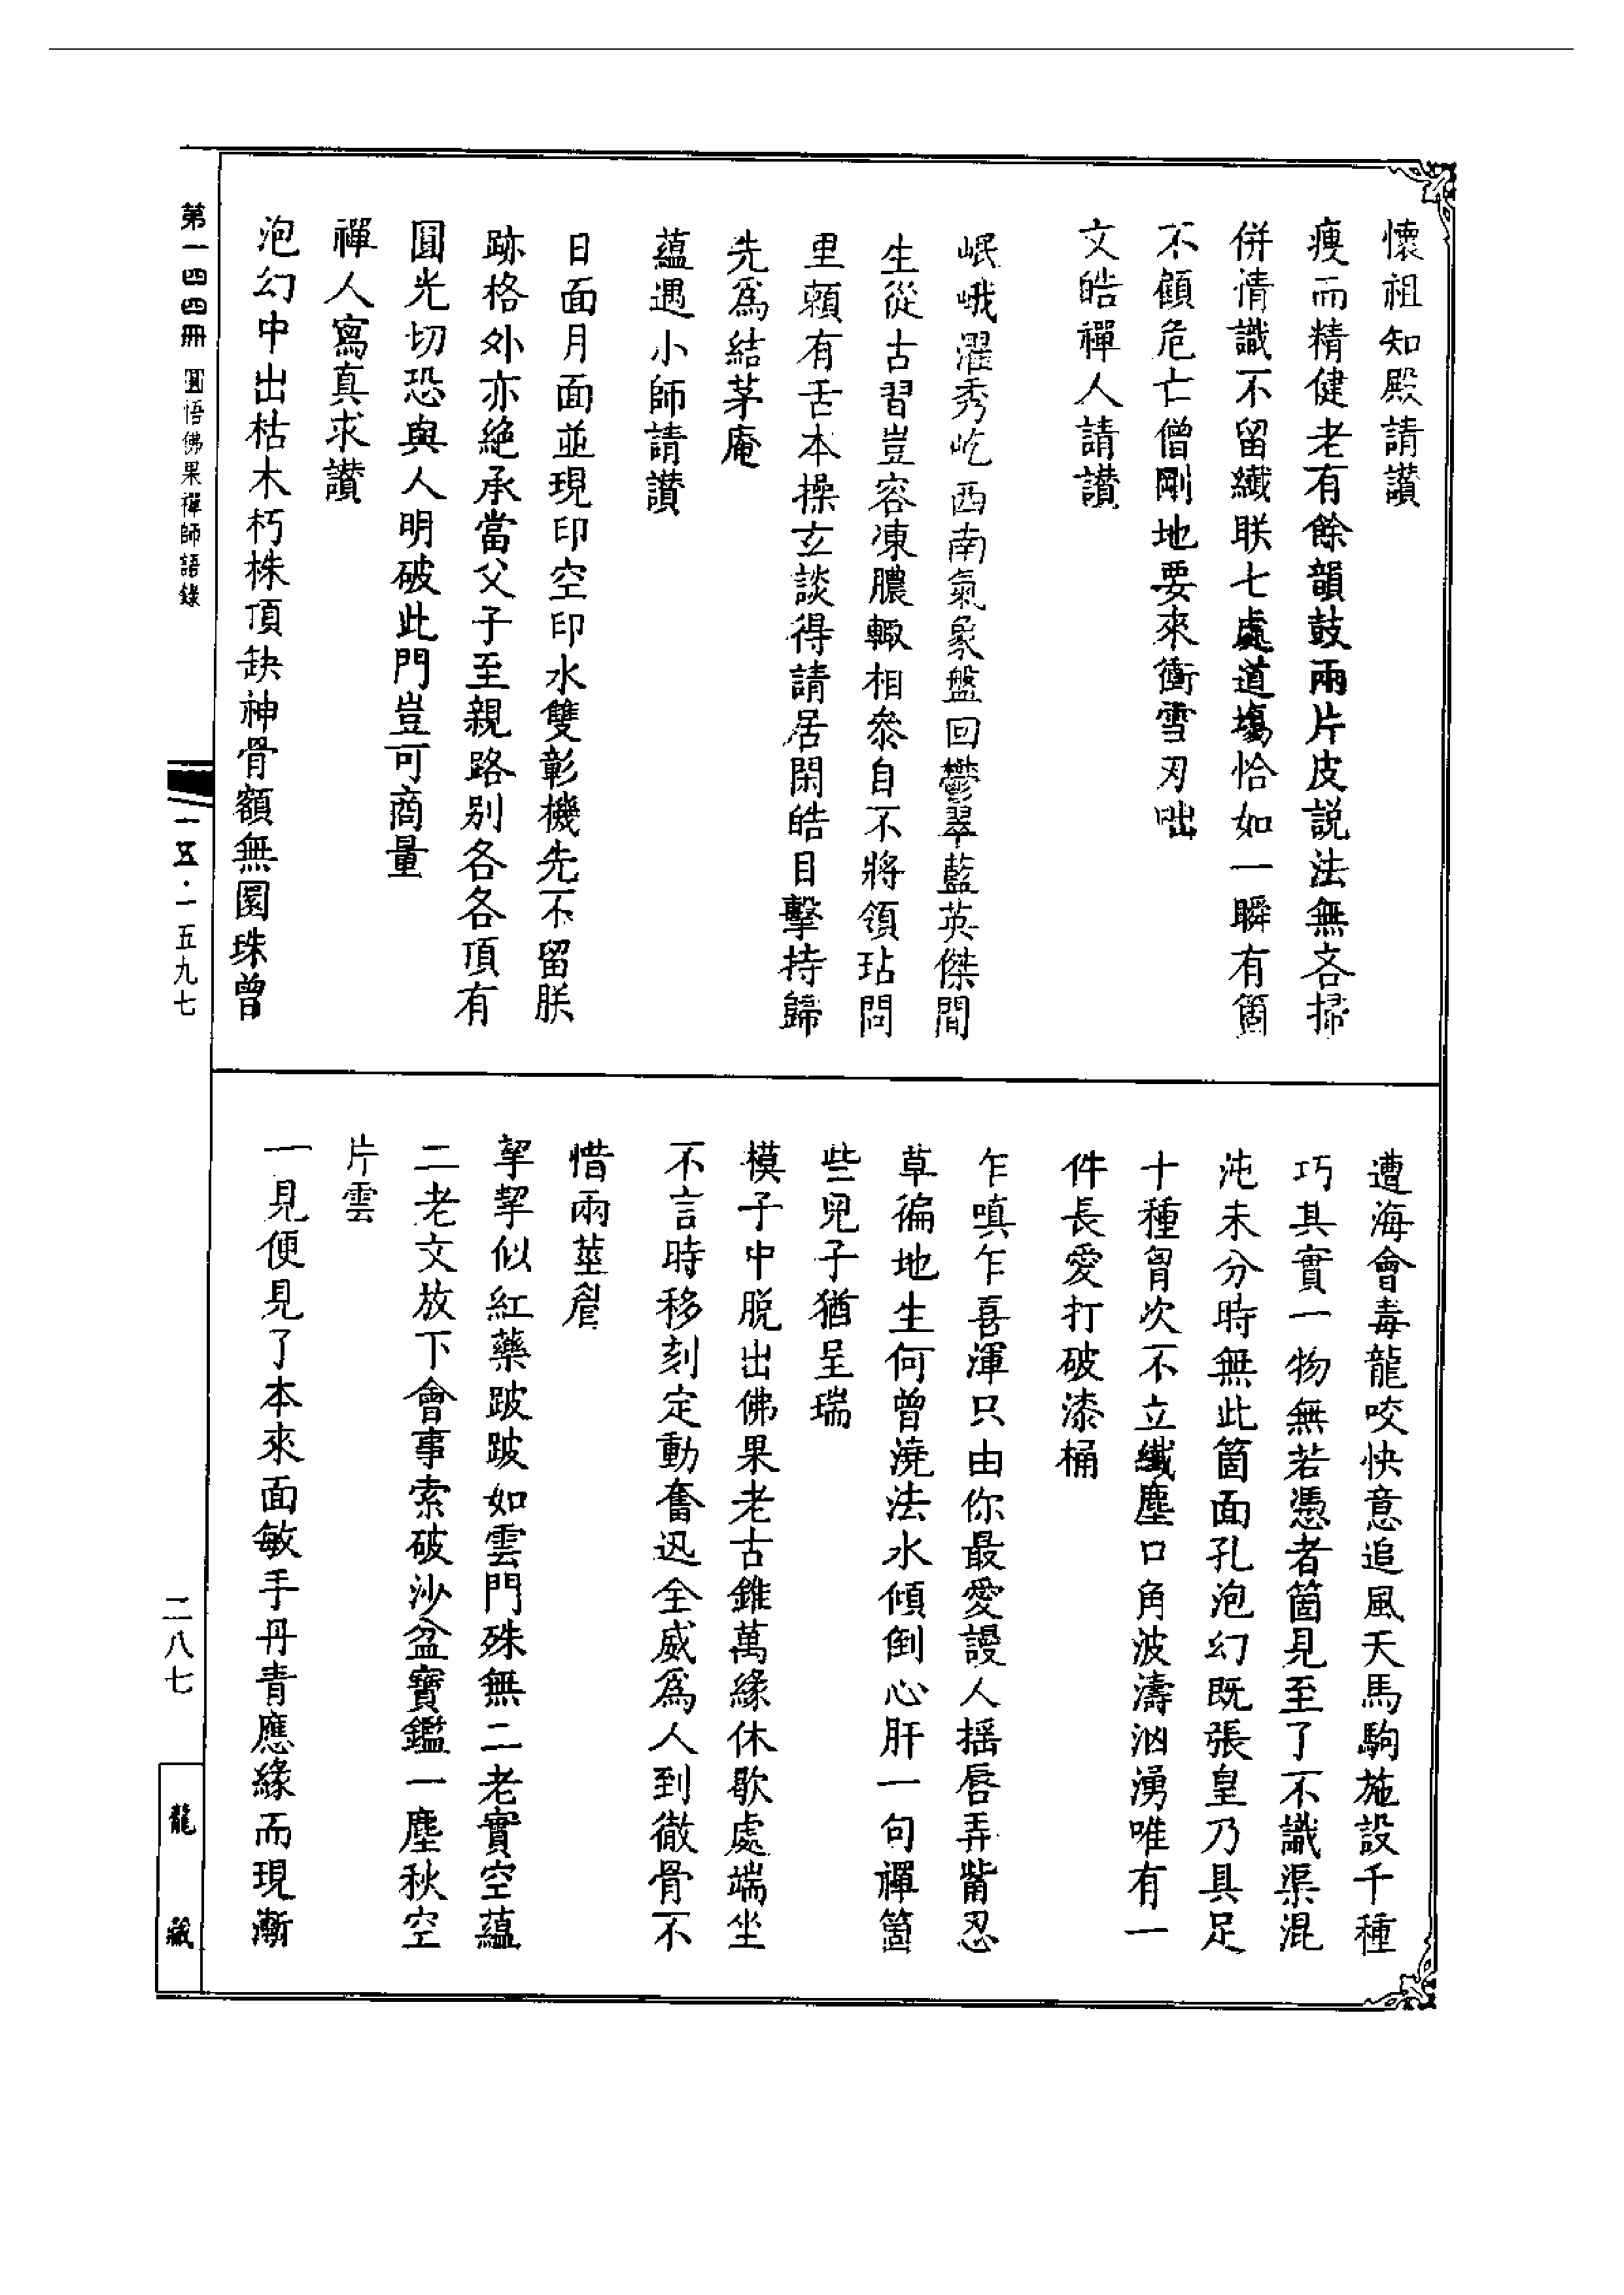 懷祖知殿請讃
瘦而精健老有餘韻鼓兩片皮説法無吝掃
併情識不留纖朕七處道塲恰如一瞬有箇
不顧危亡僧剛地要來衝雪刃咄
文皓禪人請讃
岷峨濯秀屹西南氣象盤回鬱翠藍英傑間
生從古習豈容凍膿輙相叅自不將領玷問
里頼有舌本操玄談得請居閑皓目擊持歸
先爲結茅庵
蘊遇小師請讃
日面月面並現印空印水雙彰機先不留朕
跡格外亦絶承當父子至親路别各各頂有
圓光切恐與人明破此門豈可商量
禪人寫真求讃
泡幻中出枯木朽株頂缺神骨額無圓珠曾
遭海會毒龍咬快意追風天馬駒施設千種
巧其實一物無若憑者箇見至了不識渠混
沌未分時無此箇面孔泡幻既張皇乃具足
十種胷次不立纖塵口角波濤洶湧唯有一
件長愛打破漆桶
乍嗔乍喜渾只由你最愛謾人揺唇弄觜忍
草徧地生何曾澆法水傾倒心肝一句禪箇
些兒子猶呈瑞
模子中脱出佛果老古錐萬緣休歇處端坐
不言時移刻定動奮迅全威爲人到徹骨不
惜兩莖眉
挈挈似紅藥跛跛如雲門殊無二老實空蘊
二老文放下會事索破沙盆寶鑑一塵秋空
片雲
一見便見了本來面敏手丹青應緣而現漸
第一四四冊 圓悟佛果禪師語錄
一五·一五九七
二八七
龍藏